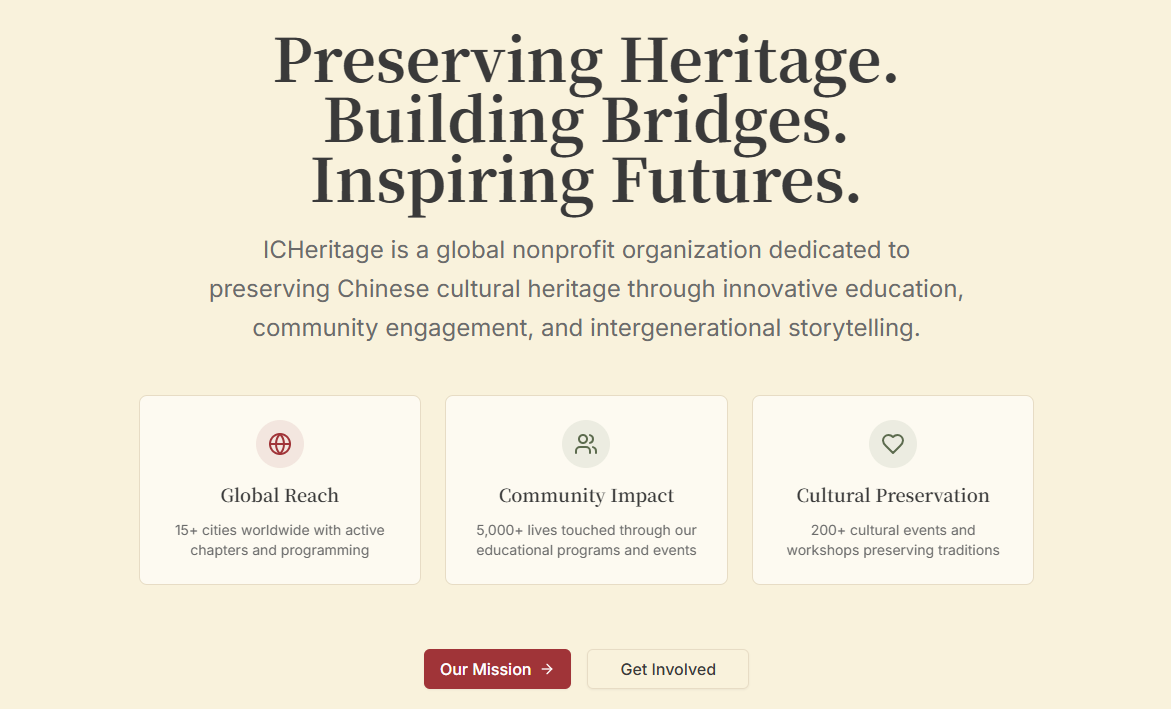 Preserving Heritage.
Building Bridges.
Inspiring Futures.
ICHeritage is a global nonprofit organization dedicated to
preserving Chinese cultural heritage through innovative education,
community engagement, and intergenerational storytelling.
Global Reach
15+ cities worldwide with active
chapters and programming
Community Impact
5,000+ lives touched through our
educational programs and events
Cultural Preservation
200+ cultural events and
workshops preserving traditions
Our Mission →
Get Involved